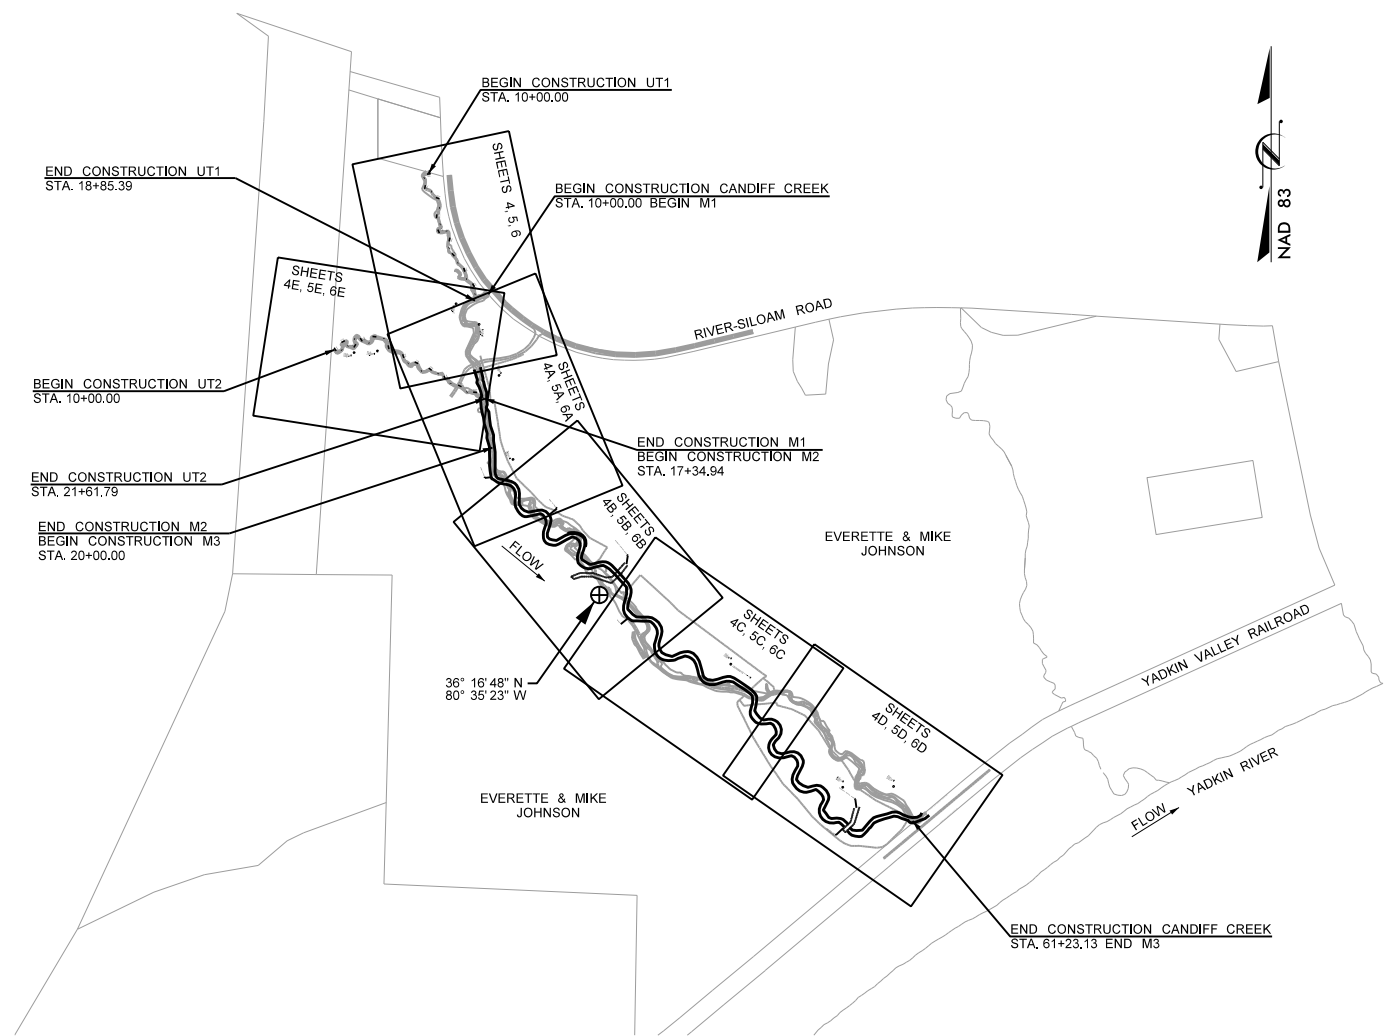 BEGIN CONSTRUCTION UT1
STA. 10+00.00
END CONSTRUCTION UT1
STA. 18+85.39
SHEETS 4, 5, 6
BEGIN CONSTRUCTION CANDIFF CREEK
STA. 10+00.00 BEGIN M1
NAD 83
SHEETS
4E, 5E, 6E
RIVER-SILOAM ROAD
BEGIN CONSTRUCTION UT2
STA. 10+00.00
SHEETS
4A, 5A, 6A
END CONSTRUCTION M1
BEGIN CONSTRUCTION M2
STA. 17+34.94
END CONSTRUCTION UT2
STA. 21+61.79
SHEETS
4B, 5B, 6B
END CONSTRUCTION M2
BEGIN CONSTRUCTION M3
STA. 20+00.00
EVERETTE & MIKE
JOHNSON
FLOW
SHEETS
4C, 5C, 6C
YADKIN VALLEY RAILROAD
36° 16' 48" N
80° 35' 23" W
SHEETS
4D, 5D, 6D
EVERETTE & MIKE
JOHNSON
YADKIN RIVER
FLOW
END CONSTRUCTION CANDIFF CREEK
STA. 61+23.13 END M3